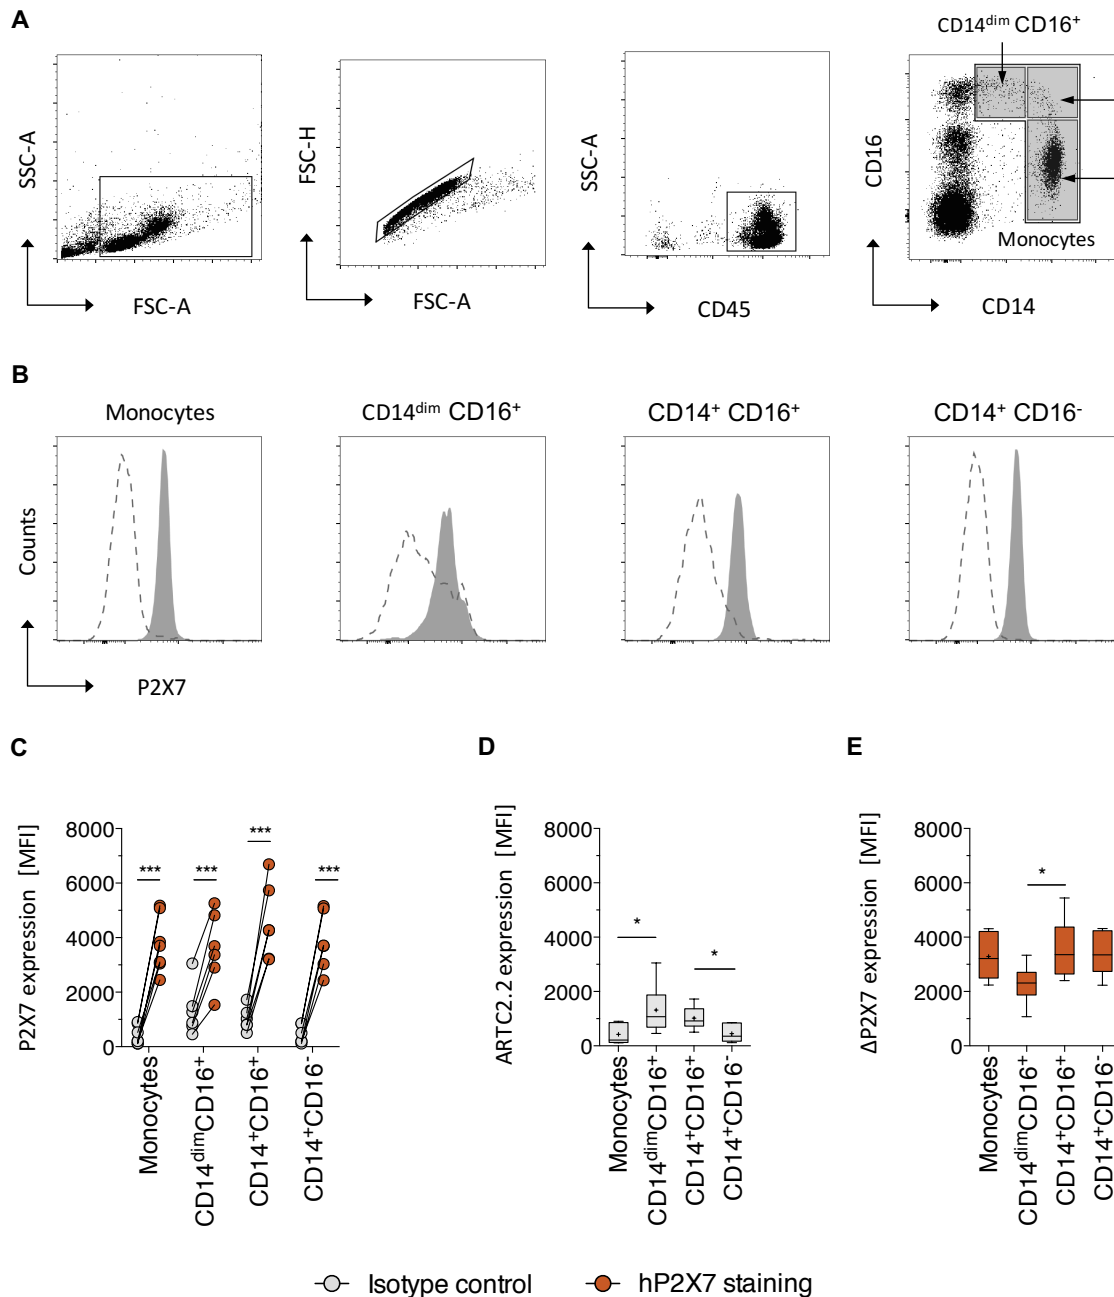 A
CD14dim CD16+
SSC-A
FSC-A
FSC-H
FSC-A
SSC-A
CD45
CD16
Monocytes
CD14
B
Monocytes
CD14dim CD16+
CD14+ CD16+
CD14+ CD16-
Counts
P2X7
C
D
E
P2X7 expression [MFI]
8000
6000
4000
2000
0
***
***
***
***
Monocytes
CD14dimCD16+
CD14+CD16+
CD14+CD16-
ARTC2.2 expression [MFI]
8000
6000
4000
2000
0
*
*
Monocytes
CD14dimCD16+
CD14+CD16+
CD14+CD16-
ΔP2X7 expression [MFI]
8000
6000
4000
2000
0
*
Monocytes
CD14dimCD16+
CD14+CD16+
CD14+CD16-
Isotype control
hP2X7 staining